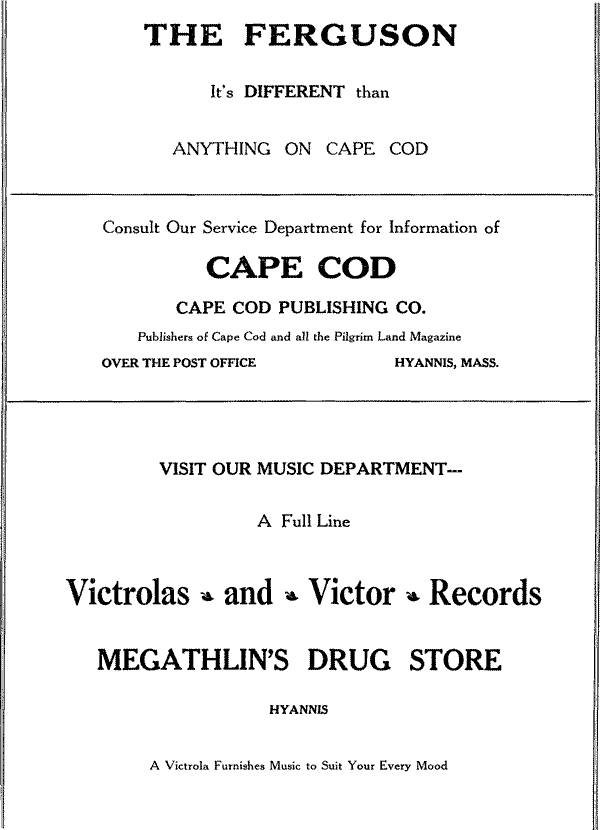 THE FERGUSON
It's DIFFERENT than
ANYTHING ON CAPE COD
Consult Our Service Department for Information of
CAPE COD
CAPE COD PUBLISHING CO.
Publishers of Cape Cod and all the Pilgrim Land Magazine
OVER THE POST OFFICE HYANNIS, MASS.
VISIT OUR MUSIC DEPARTMENT---
A Full Line
Victrolas and Victor Records
MEGATHLIN'S DRUG STORE
HYANNIS
A Victrola Furnishes Music to Suit Your Every Mood